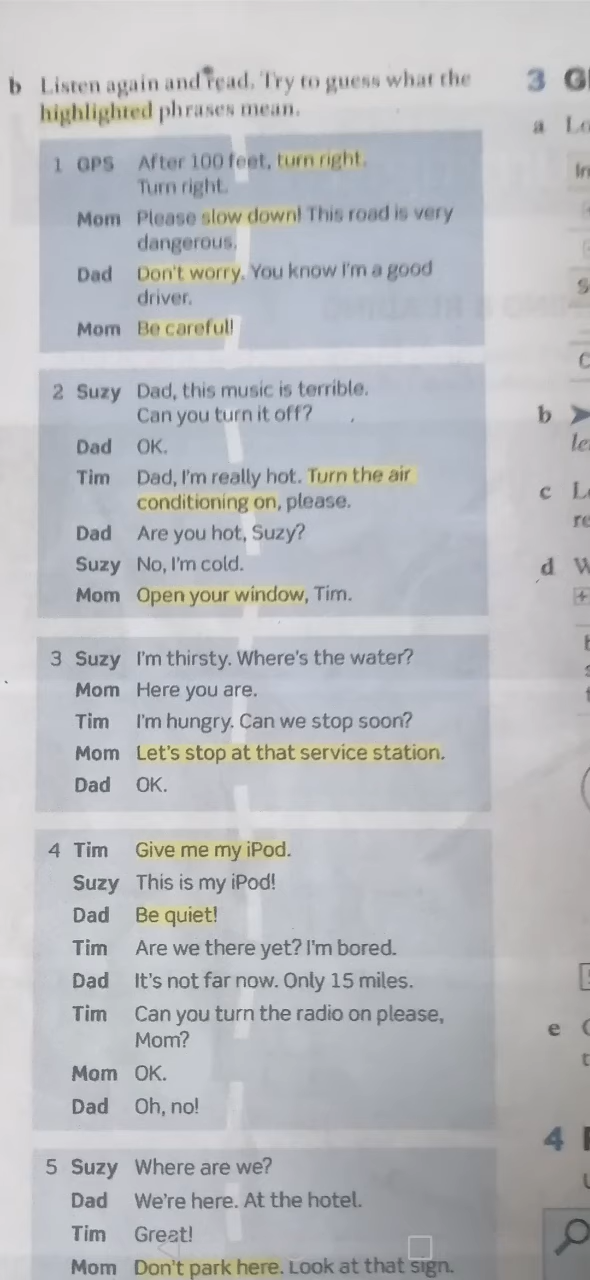 b Listen again and read. Try to guess what the
highlighted phrases mean.
1 GPS After 100 feet, turn right.
Turn right.
Mom Please slow down! This road is very
dangerous.
Dad Don't worry. You know I'm a good
driver.
Mom Be careful!
2 Suzy Dad, this music is terrible.
Can you turn it off?
Dad OK.
Tim Dad, I'm really hot. Turn the air
conditioning on, please.
Dad Are you hot, Suzy?
Suzy No, I'm cold.
Mom Open your window, Tim.
3 Suzy I'm thirsty. Where's the water?
Mom Here you are.
Tim I'm hungry. Can we stop soon?
Mom Let's stop at that service station.
Dad OK.
4 Tim Give me my iPod.
Suzy This is my iPod!
Dad Be quiet!
Tim Are we there yet? I'm bored.
Dad It's not far now. Only 15 miles.
Tim Can you turn the radio on please,
Mom?
Mom OK.
Dad Oh, no!
5 Suzy Where are we?
Dad We're here. At the hotel.
Tim Great!
Mom Don't park here. Look at that sign.
3 G
a
b
c
d
e
4